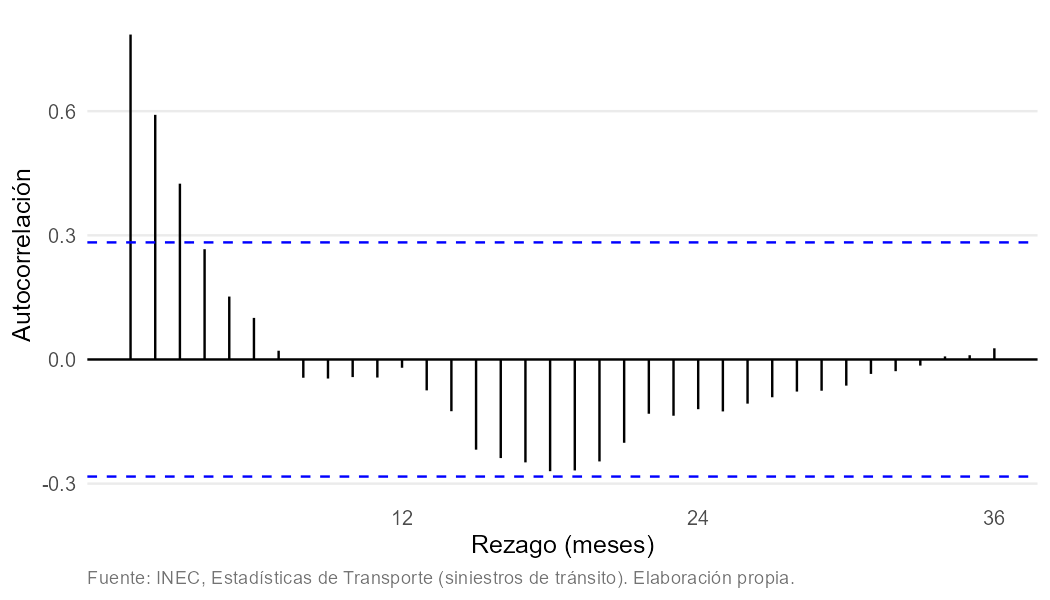 0.6
0.3
0.0
-0.3
Autocorrelación
12 24 36
Rezago (meses)
Fuente: INEC, Estadísticas de Transporte (siniestros de tránsito). Elaboración propia.